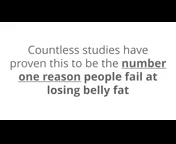 Countless studies have
proven this to be the number
one reason people fail at
losing belly fat